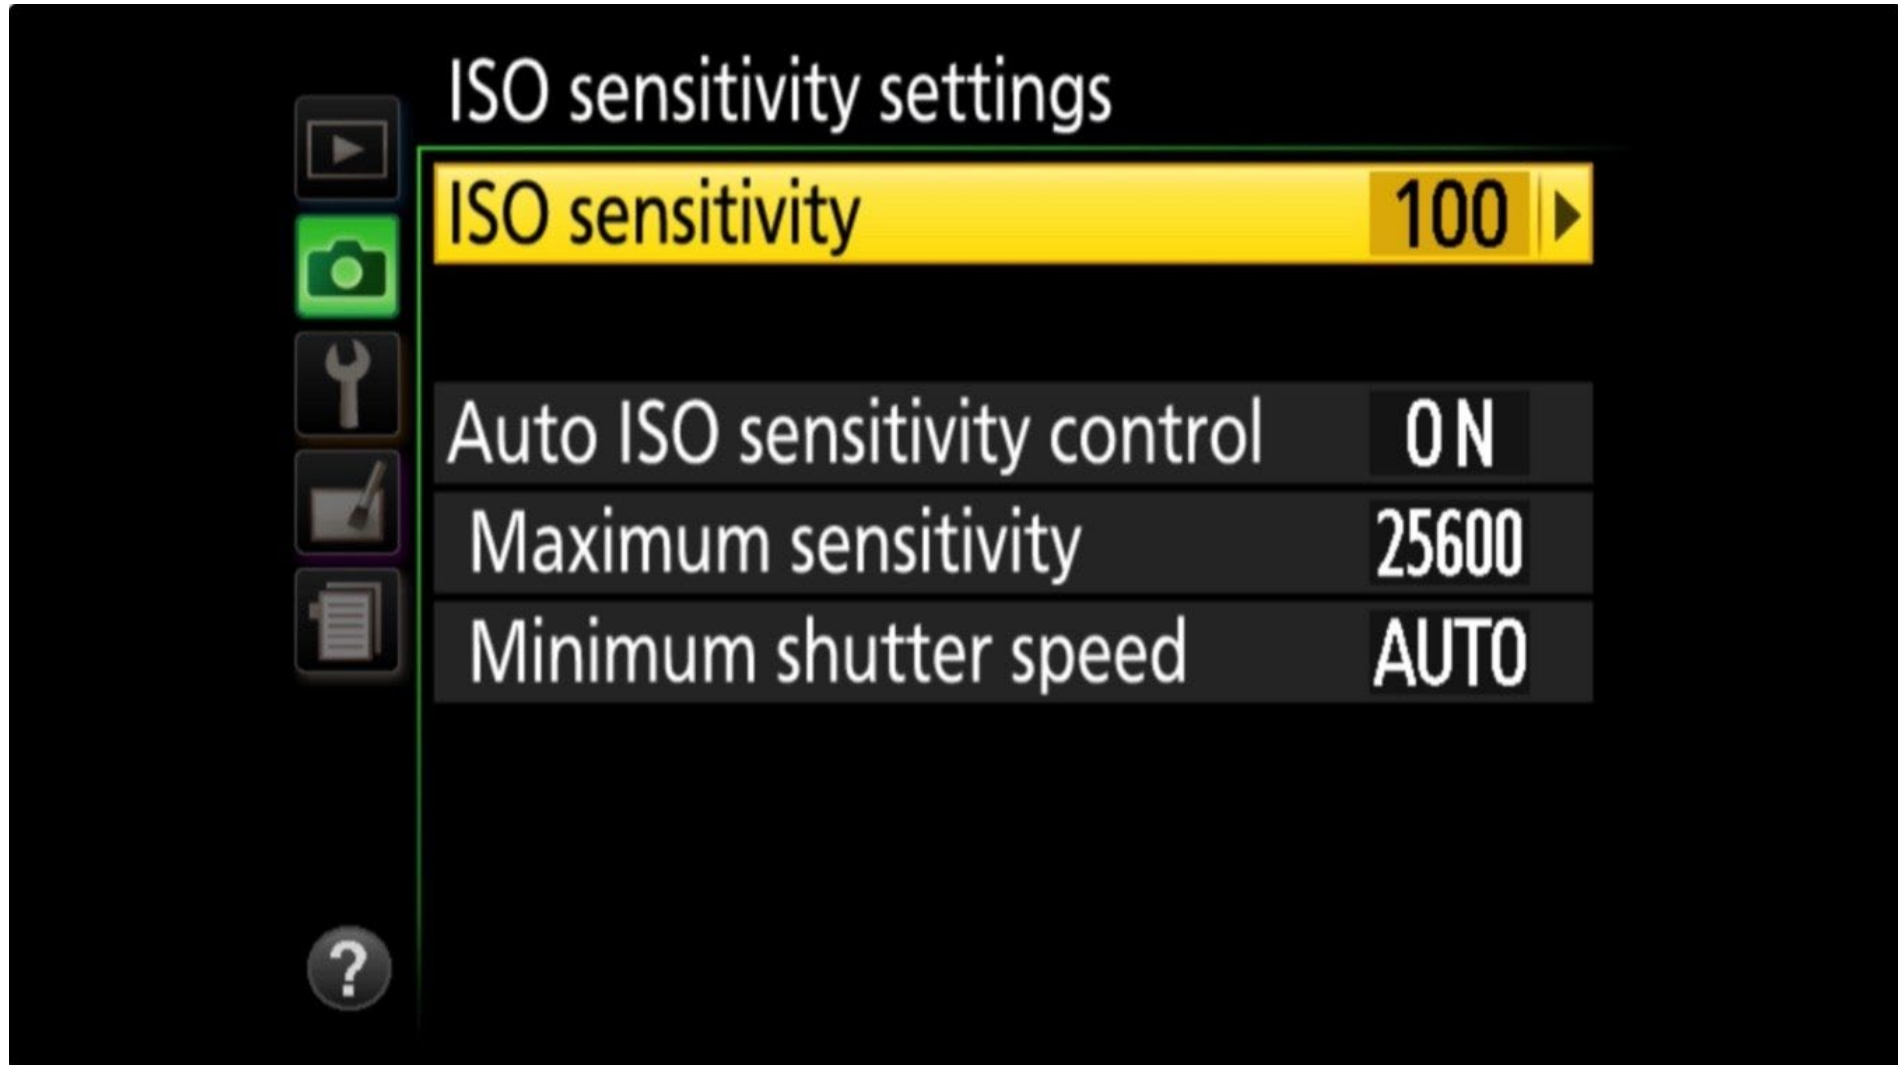 ISO sensitivity settings
ISO sensitivity 100
Auto ISO sensitivity control ON
Maximum sensitivity 25600
Minimum shutter speed AUTO
?